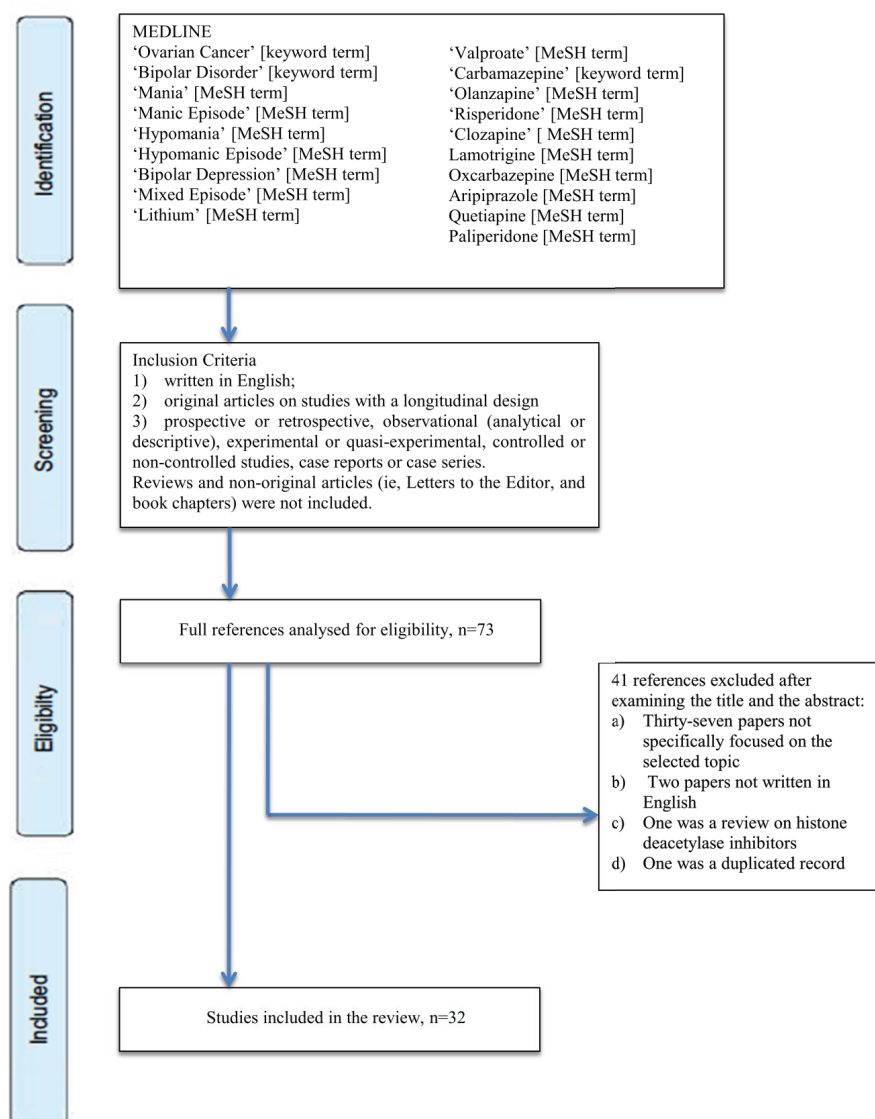 Identification
MEDLINE
‘Ovarian Cancer’ [keyword term]
‘Bipolar Disorder’ [keyword term]
‘Mania’ [MeSH term]
‘Manic Episode’ [MeSH term]
‘Hypomania’ [MeSH term]
‘Hypomanic Episode’ [MeSH term]
‘Bipolar Depression’ [MeSH term]
‘Mixed Episode’ [MeSH term]
‘Lithium’ [MeSH term]
‘Valproate’ [MeSH term]
‘Carbamazepine’ [keyword term]
‘Olanzapine’ [MeSH term]
‘Risperidone’ [MeSH term]
‘Clozapine’ [ MeSH term]
Lamotrigine [MeSH term]
Oxcarbazepine [MeSH term]
Aripiprazole [MeSH term]
Quetiapine [MeSH term]
Paliperidone [MeSH term]
Screening
Inclusion Criteria
1) written in English;
2) original articles on studies with a longitudinal design
3) prospective or retrospective, observational (analytical or
descriptive), experimental or quasi-experimental, controlled or
non-controlled studies, case reports or case series.
Reviews and non-original articles (ie, Letters to the Editor, and
book chapters) were not included.
Eligibilty
Full references analysed for eligibility, n=73
41 references excluded after
examining the title and the abstract:
a) Thirty-seven papers not
specifically focused on the
selected topic
b) Two papers not written in
English
c) One was a review on histone
deacetylase inhibitors
d) One was a duplicated record
Included
Studies included in the review, n=32